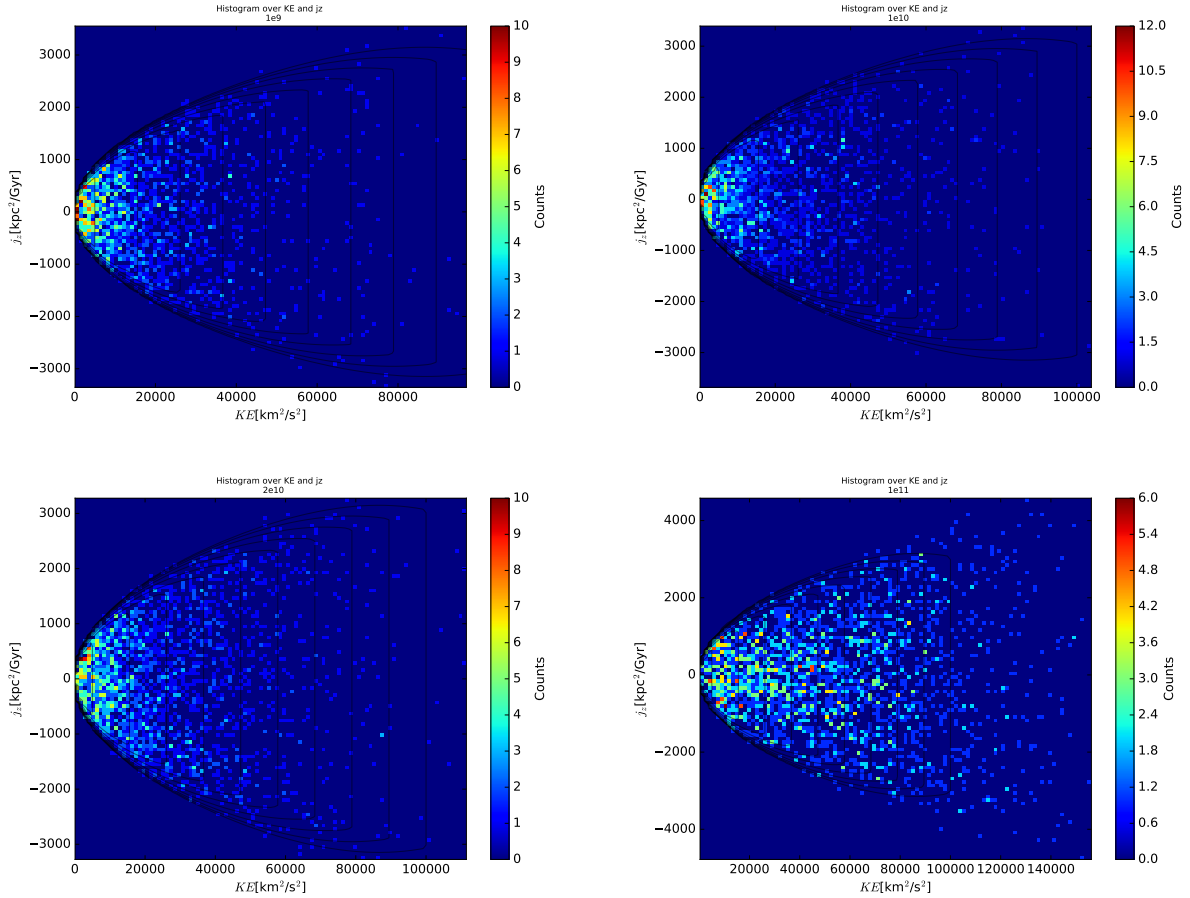 Histogram over KE and jz
1e9
3000
2000
1000
0
−1000
−2000
−3000
j_z[kpc²/Gyr]
0 20000 40000 60000 80000
KE[km²/s²]
10
9
8
7
6
5
4
3
2
1
0
Counts
Histogram over KE and jz
1e10
3000
2000
1000
0
−1000
−2000
−3000
j_z[kpc²/Gyr]
0 20000 40000 60000 80000 100000
KE[km²/s²]
12.0
10.5
9.0
7.5
6.0
4.5
3.0
1.5
0.0
Counts
Histogram over KE and jz
2e10
3000
2000
1000
0
−1000
−2000
−3000
j_z[kpc²/Gyr]
0 20000 40000 60000 80000 100000
KE[km²/s²]
10
9
8
7
6
5
4
3
2
1
0
Counts
Histogram over KE and jz
1e11
4000
2000
0
−2000
−4000
j_z[kpc²/Gyr]
20000 40000 60000 80000 100000 120000 140000
KE[km²/s²]
6.0
5.4
4.8
4.2
3.6
3.0
2.4
1.8
1.2
0.6
0.0
Counts